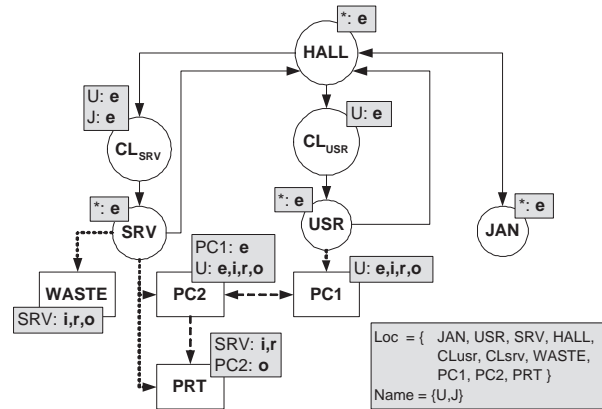 *: e
HALL
U: e
J: e
U: e
CLSRV
CLUSR
*: e
*: e
*: e
SRV
USR
JAN
PC1: e
U: e,i,r,o
U: e,i,r,o
WASTE
PC2
PC1
SRV: i,r,o
SRV: i,r
PC2: o
PRT
Loc = { JAN, USR, SRV, HALL,
CLusr, CLsrv, WASTE,
PC1, PC2, PRT }
Name = {U,J}